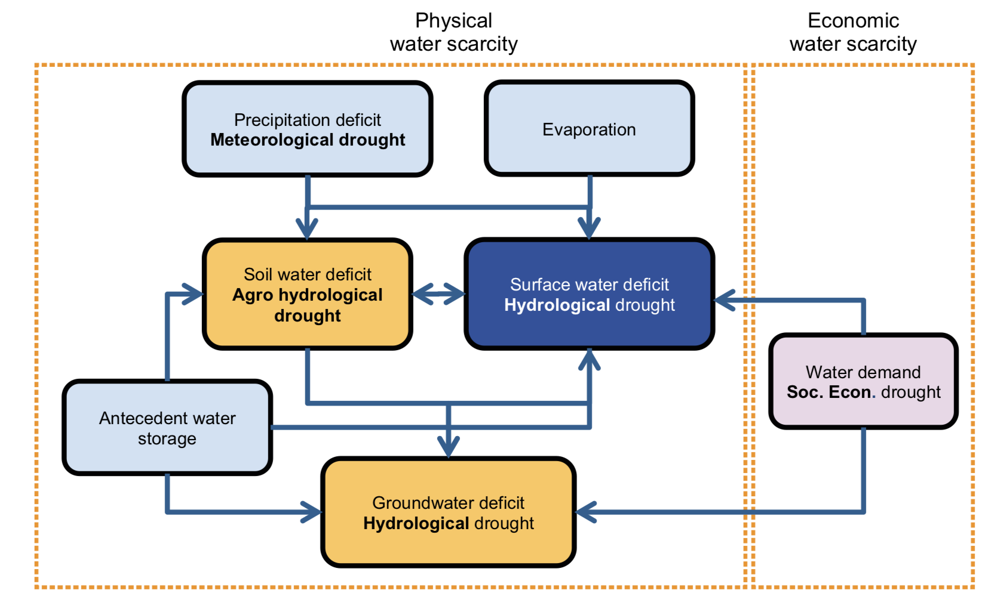 Physical
water scarcity
Economic
water scarcity
Precipitation deficit
Meteorological drought
Evaporation
Soil water deficit
Agro hydrological
drought
Surface water deficit
Hydrological drought
Water demand
Soc. Econ. drought
Antecedent water
storage
Groundwater deficit
Hydrological drought